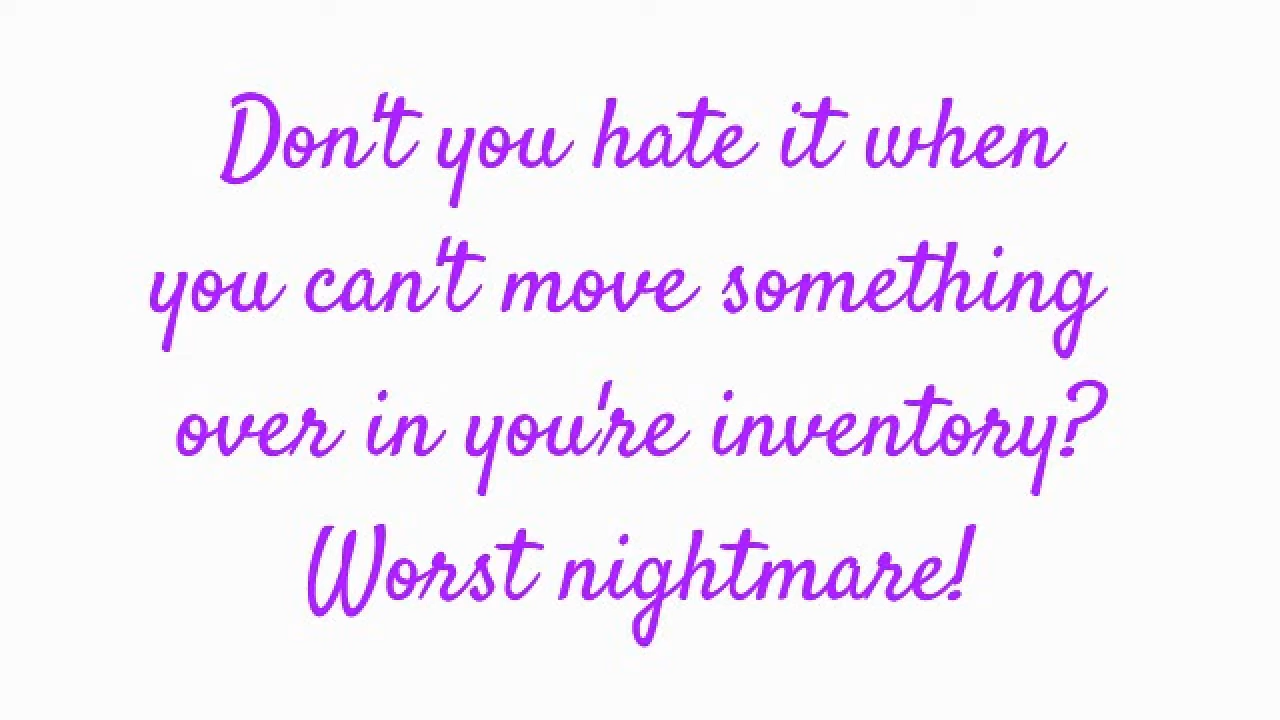 Don't you hate it when
you can't move something
over in you're inventory?
Worst nightmare!